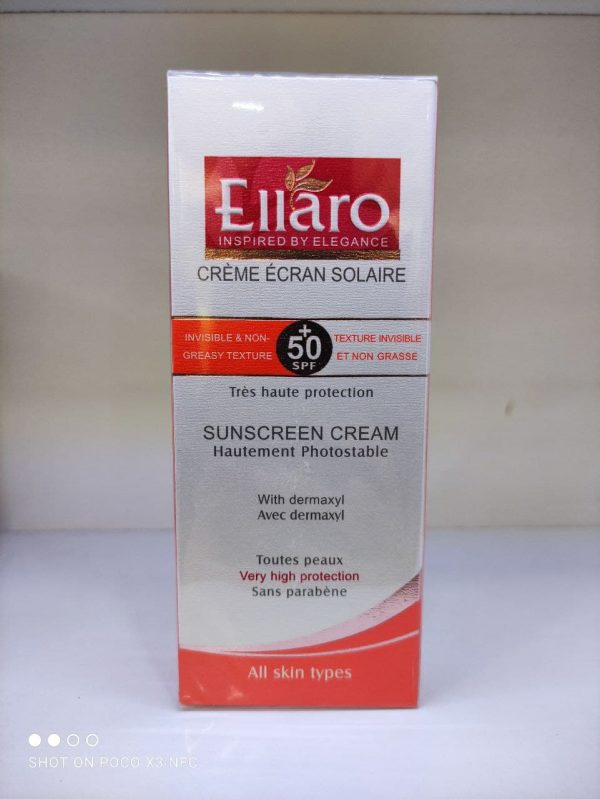 Ellaro
INSPIRED BY ELEGANCE
CRÈME ÉCRAN SOLAIRE
INVISIBLE & NON-
GREASY TEXTURE
+
50
SPF
TEXTURE INVISIBLE
ET NON GRASSE
Très haute protection
SUNSCREEN CREAM
Hautement Photostable
With dermaxyl
Avec dermaxyl
Toutes peaux
Very high protection
Sans parabène
All skin types
SHOT ON POCO X3 NFC